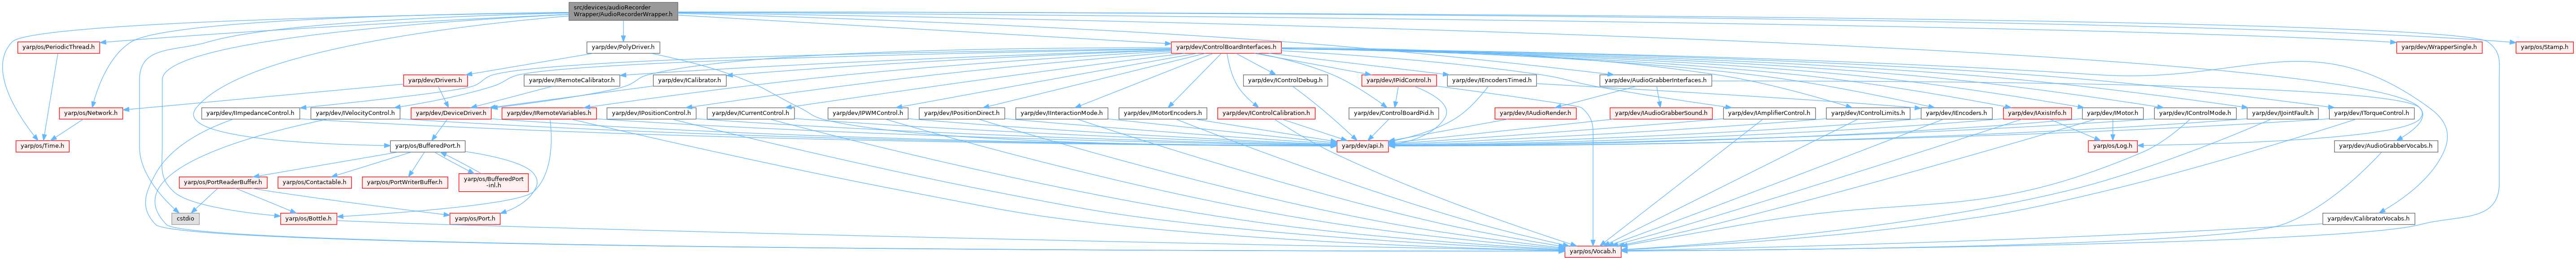 src/devices/audioRecorder
Wrapper/AudioRecorderWrapper.h
yarp/os/PeriodicThread.h
yarp/dev/PolyDriver.h
yarp/dev/ControlBoardInterfaces.h
yarp/dev/WrapperSingle.h
yarp/os/Stamp.h
yarp/dev/Drivers.h
yarp/dev/IRemoteCalibrator.h
yarp/dev/ICalibrator.h
yarp/dev/IControlDebug.h
yarp/dev/IPidControl.h
yarp/dev/IEncodersTimed.h
yarp/dev/AudioGrabberInterfaces.h
yarp/os/Network.h
yarp/dev/IImpedanceControl.h
yarp/dev/IVelocityControl.h
yarp/dev/DeviceDriver.h
yarp/dev/IRemoteVariables.h
yarp/dev/IPositionControl.h
yarp/dev/ICurrentControl.h
yarp/dev/IPWMControl.h
yarp/dev/IPositionDirect.h
yarp/dev/IInteractionMode.h
yarp/dev/IMotorEncoders.h
yarp/dev/IControlCalibration.h
yarp/dev/ControlBoardPid.h
yarp/dev/IAudioRender.h
yarp/dev/IAudioGrabberSound.h
yarp/dev/IAmplifierControl.h
yarp/dev/IControlLimits.h
yarp/dev/IEncoders.h
yarp/dev/IAxisInfo.h
yarp/dev/IMotor.h
yarp/dev/IControlMode.h
yarp/dev/IJointFault.h
yarp/dev/ITorqueControl.h
yarp/os/Time.h
yarp/os/BufferedPort.h
yarp/dev/api.h
yarp/os/Log.h
yarp/dev/AudioGrabberVocabs.h
yarp/os/PortReaderBuffer.h
yarp/os/Contactable.h
yarp/os/PortWriterBuffer.h
yarp/os/BufferedPort
-inl.h
cstdio
yarp/os/Bottle.h
yarp/os/Port.h
yarp/dev/CalibratorVocabs.h
yarp/os/Vocab.h